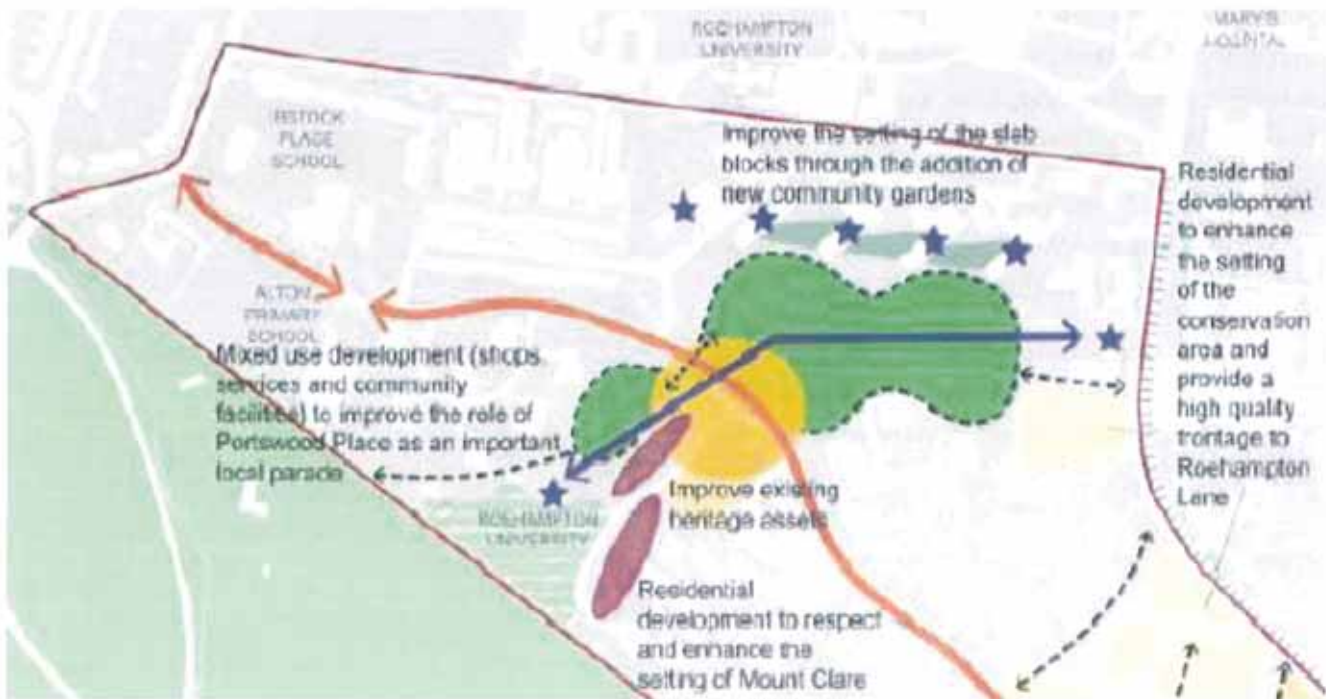 ROEHAMPTON
UNIVERSITY
MARY'S
HOSPITAL
IBSTOCK
PLACE
SCHOOL
Improve the setting of the slab
blocks through the addition of
new community gardens
Residential
development
to enhance
the setting
of the
conservation
area and
provide a
high quality
frontage to
Roehampton
Lane
ALTON
PRIMARY
SCHOOL
Mixed use development (shops
services and community
facilities) to improve the role of
Portswood Place as an important
local parade
Improve existing
heritage assets
ROEHAMPTON
UNIVERSITY
Residential
development to respect
and enhance the
setting of Mount Clare